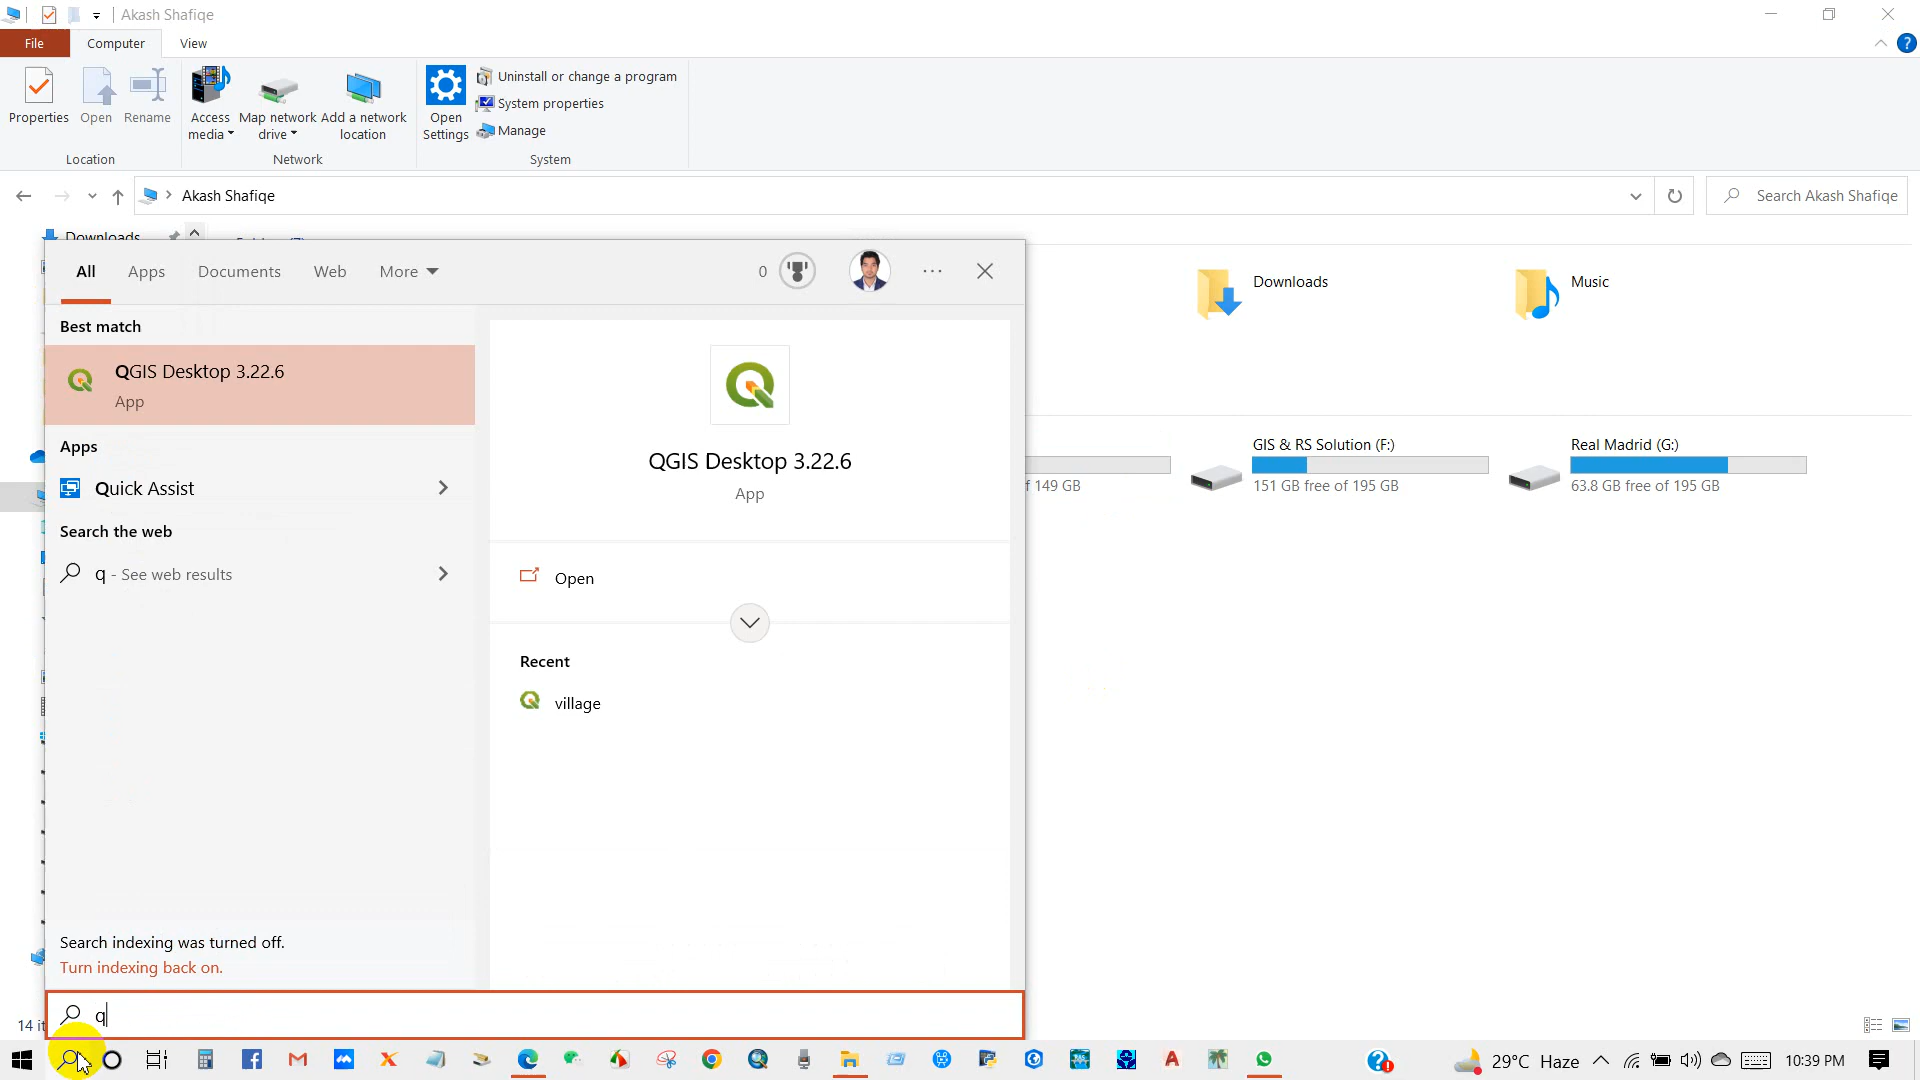 Akash Shafiqe
File
Computer
View
Properties
Open
Rename
Access media
Map network drive
Add a network location
Open Settings
Uninstall or change a program
System properties
Manage
Location
Network
System
Akash Shafiqe
Search Akash Shafiqe
Downloads
All
Apps
Documents
Web
More
0
Best match
QGIS Desktop 3.22.6
App
Apps
Quick Assist
Search the web
q - See web results
Search indexing was turned off.
Turn indexing back on.
q
QGIS Desktop 3.22.6
App
Open
Recent
village
Downloads
Music
f 149 GB
GIS & RS Solution (F:)
151 GB free of 195 GB
Real Madrid (G:)
63.8 GB free of 195 GB
14 it
29°C Haze
10:39 PM